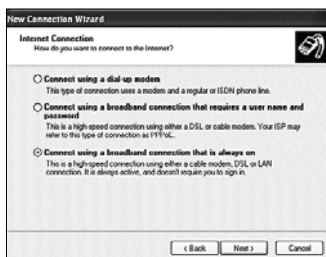 New Connection Wizard
Internet Connection
How do you want to connect to the Internet?
Connect using a dial-up modem
This type of connection uses a modem and a regular or ISDN phone line.
Connect using a broadband connection that requires a user name and
password
This is a high-speed connection using either a DSL or cable modem. Your ISP may
refer to this type of connection as PPPoE.
Connect using a broadband connection that is always on
This is a high-speed connection using either a cable modem, DSL or LAN
connection. It is always active, and doesn't require you to sign in.
< Back
Next >
Cancel